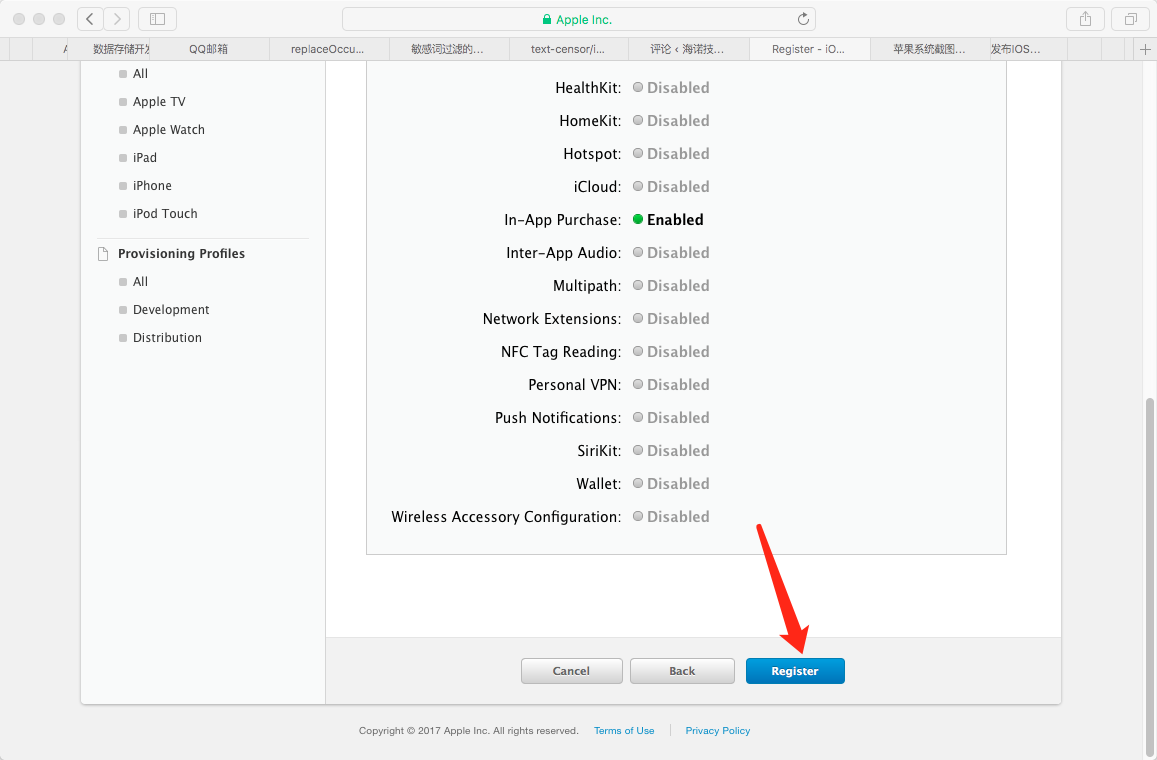 Apple Inc.
数据存储开发
QQ邮箱
replaceOccu...
敏感词过滤的...
text-censor/i...
评论 ‹ 海诺技...
Register - iO...
苹果系统截图...
发布IOS...
All
Apple TV
Apple Watch
iPad
iPhone
iPod Touch
Provisioning Profiles
All
Development
Distribution
HealthKit: Disabled
HomeKit: Disabled
Hotspot: Disabled
iCloud: Disabled
In-App Purchase: Enabled
Inter-App Audio: Disabled
Multipath: Disabled
Network Extensions: Disabled
NFC Tag Reading: Disabled
Personal VPN: Disabled
Push Notifications: Disabled
SiriKit: Disabled
Wallet: Disabled
Wireless Accessory Configuration: Disabled
Cancel
Back
Register
Copyright © 2017 Apple Inc. All rights reserved. Terms of Use Privacy Policy